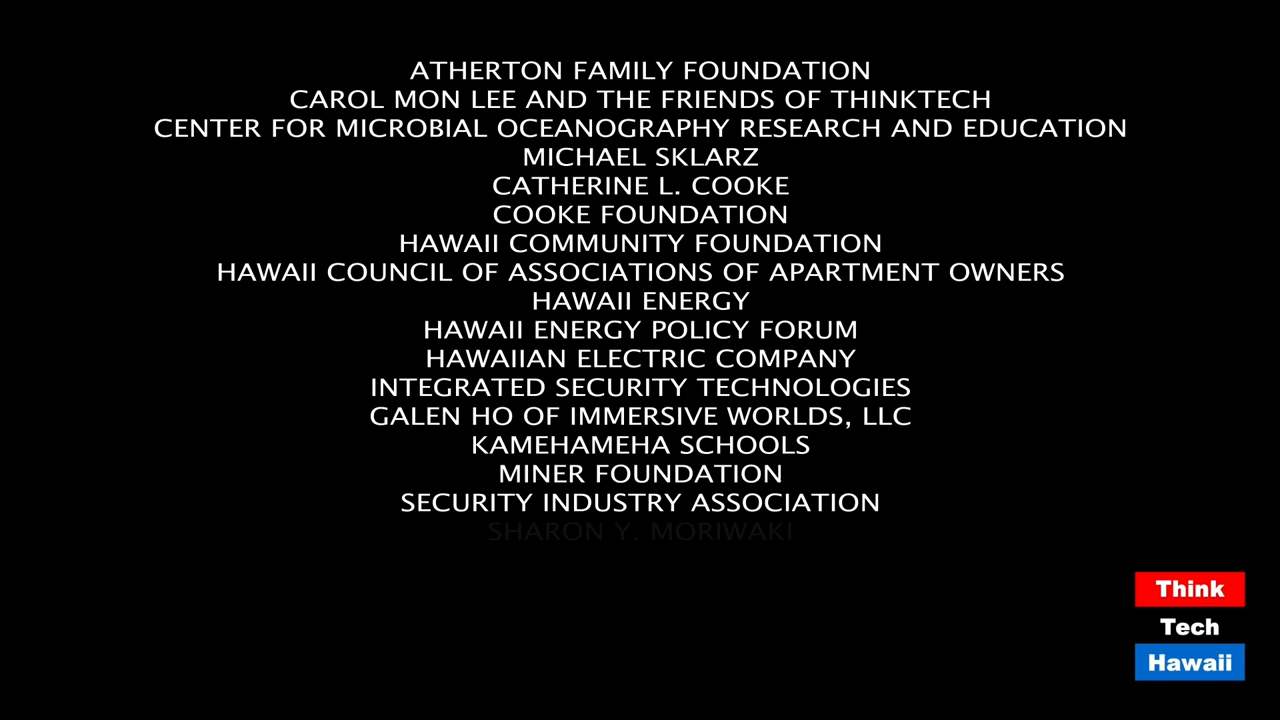 ATHERTON FAMILY FOUNDATION
CAROL MON LEE AND THE FRIENDS OF THINKTECH
CENTER FOR MICROBIAL OCEANOGRAPHY RESEARCH AND EDUCATION
MICHAEL SKLARZ
CATHERINE L. COOKE
COOKE FOUNDATION
HAWAII COMMUNITY FOUNDATION
HAWAII COUNCIL OF ASSOCIATIONS OF APARTMENT OWNERS
HAWAII ENERGY
HAWAII ENERGY POLICY FORUM
HAWAIIAN ELECTRIC COMPANY
INTEGRATED SECURITY TECHNOLOGIES
GALEN HO OF IMMERSIVE WORLDS, LLC
KAMEHAMEHA SCHOOLS
MINER FOUNDATION
SECURITY INDUSTRY ASSOCIATION
SHARON Y. MORIWAKI
Think
Tech
Hawaii